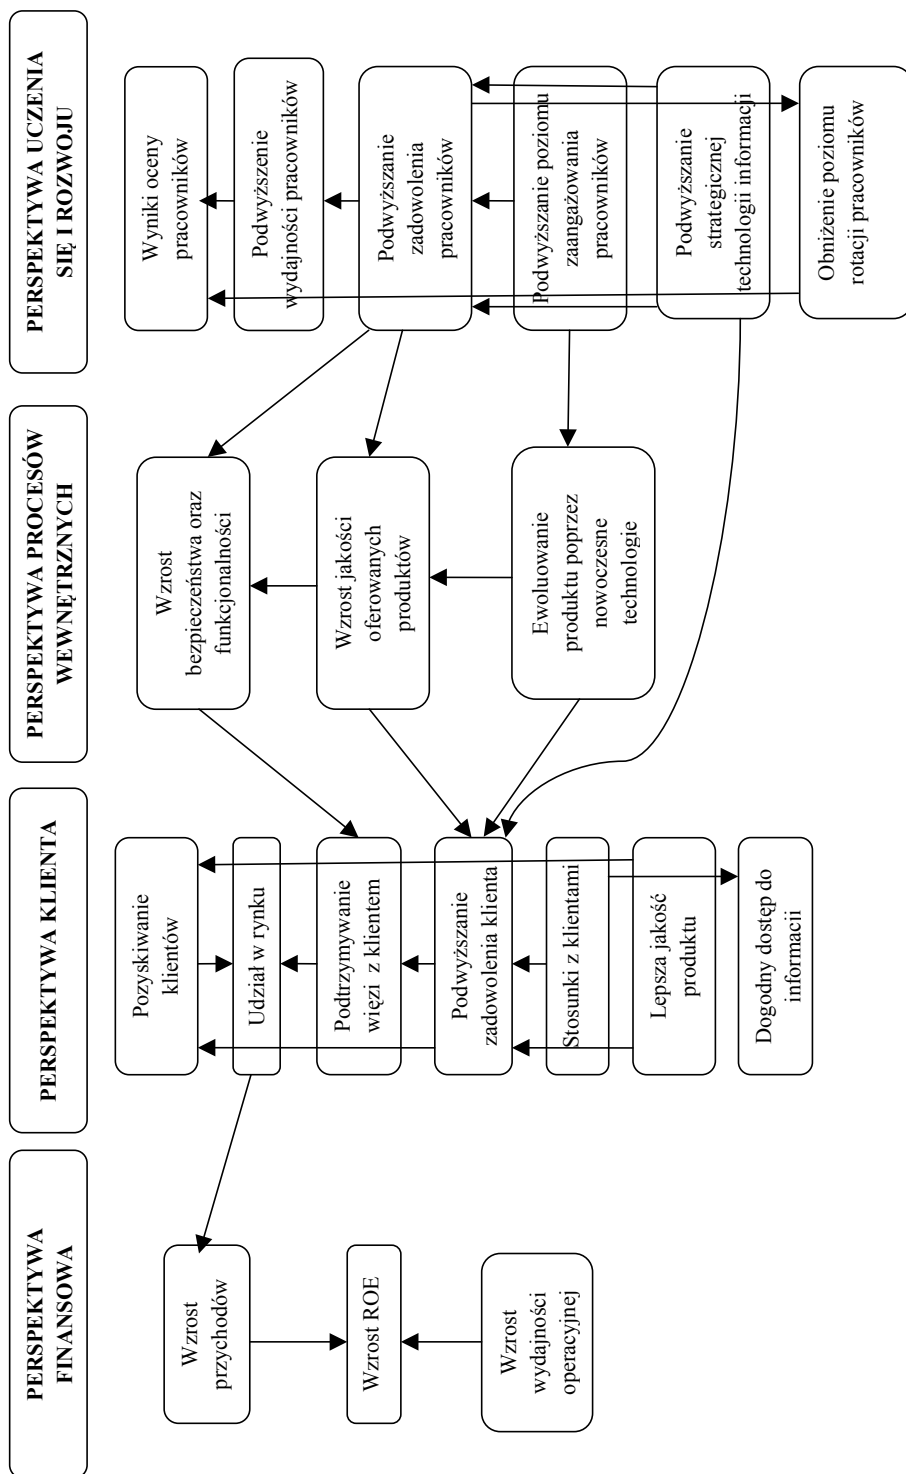 PERSPEKTYWA
FINANSOWA
PERSPEKTYWA KLIENTA
PERSPEKTYWA PROCESÓW
WEWNĘTRZNYCH
PERSPEKTYWA UCZENIA
SIĘ I ROZWOJU
Wzrost
przychodów
Wzrost ROE
Wzrost
wydajności
operacyjnej
Pozyskiwanie
klientów
Udział w rynku
Podtrzymywanie
więzi z klientem
Podwyższanie
zadowolenia klienta
Stosunki z klientami
Lepsza jakość
produktu
Dogodny dostęp do
informacji
Wzrost
bezpieczeństwa oraz
funkcjonalności
Wzrost jakości
oferowanych
produktów
Ewoluowanie
produktu poprzez
nowoczesne
technologie
Wyniki oceny
pracowników
Podwyższenie
wydajności pracowników
Podwyższanie
zadowolenia
pracowników
Podwyższanie poziomu
zaangażowania
pracowników
Podwyższanie
strategicznej
technologii informacji
Obniżenie poziomu
rotacji pracowników